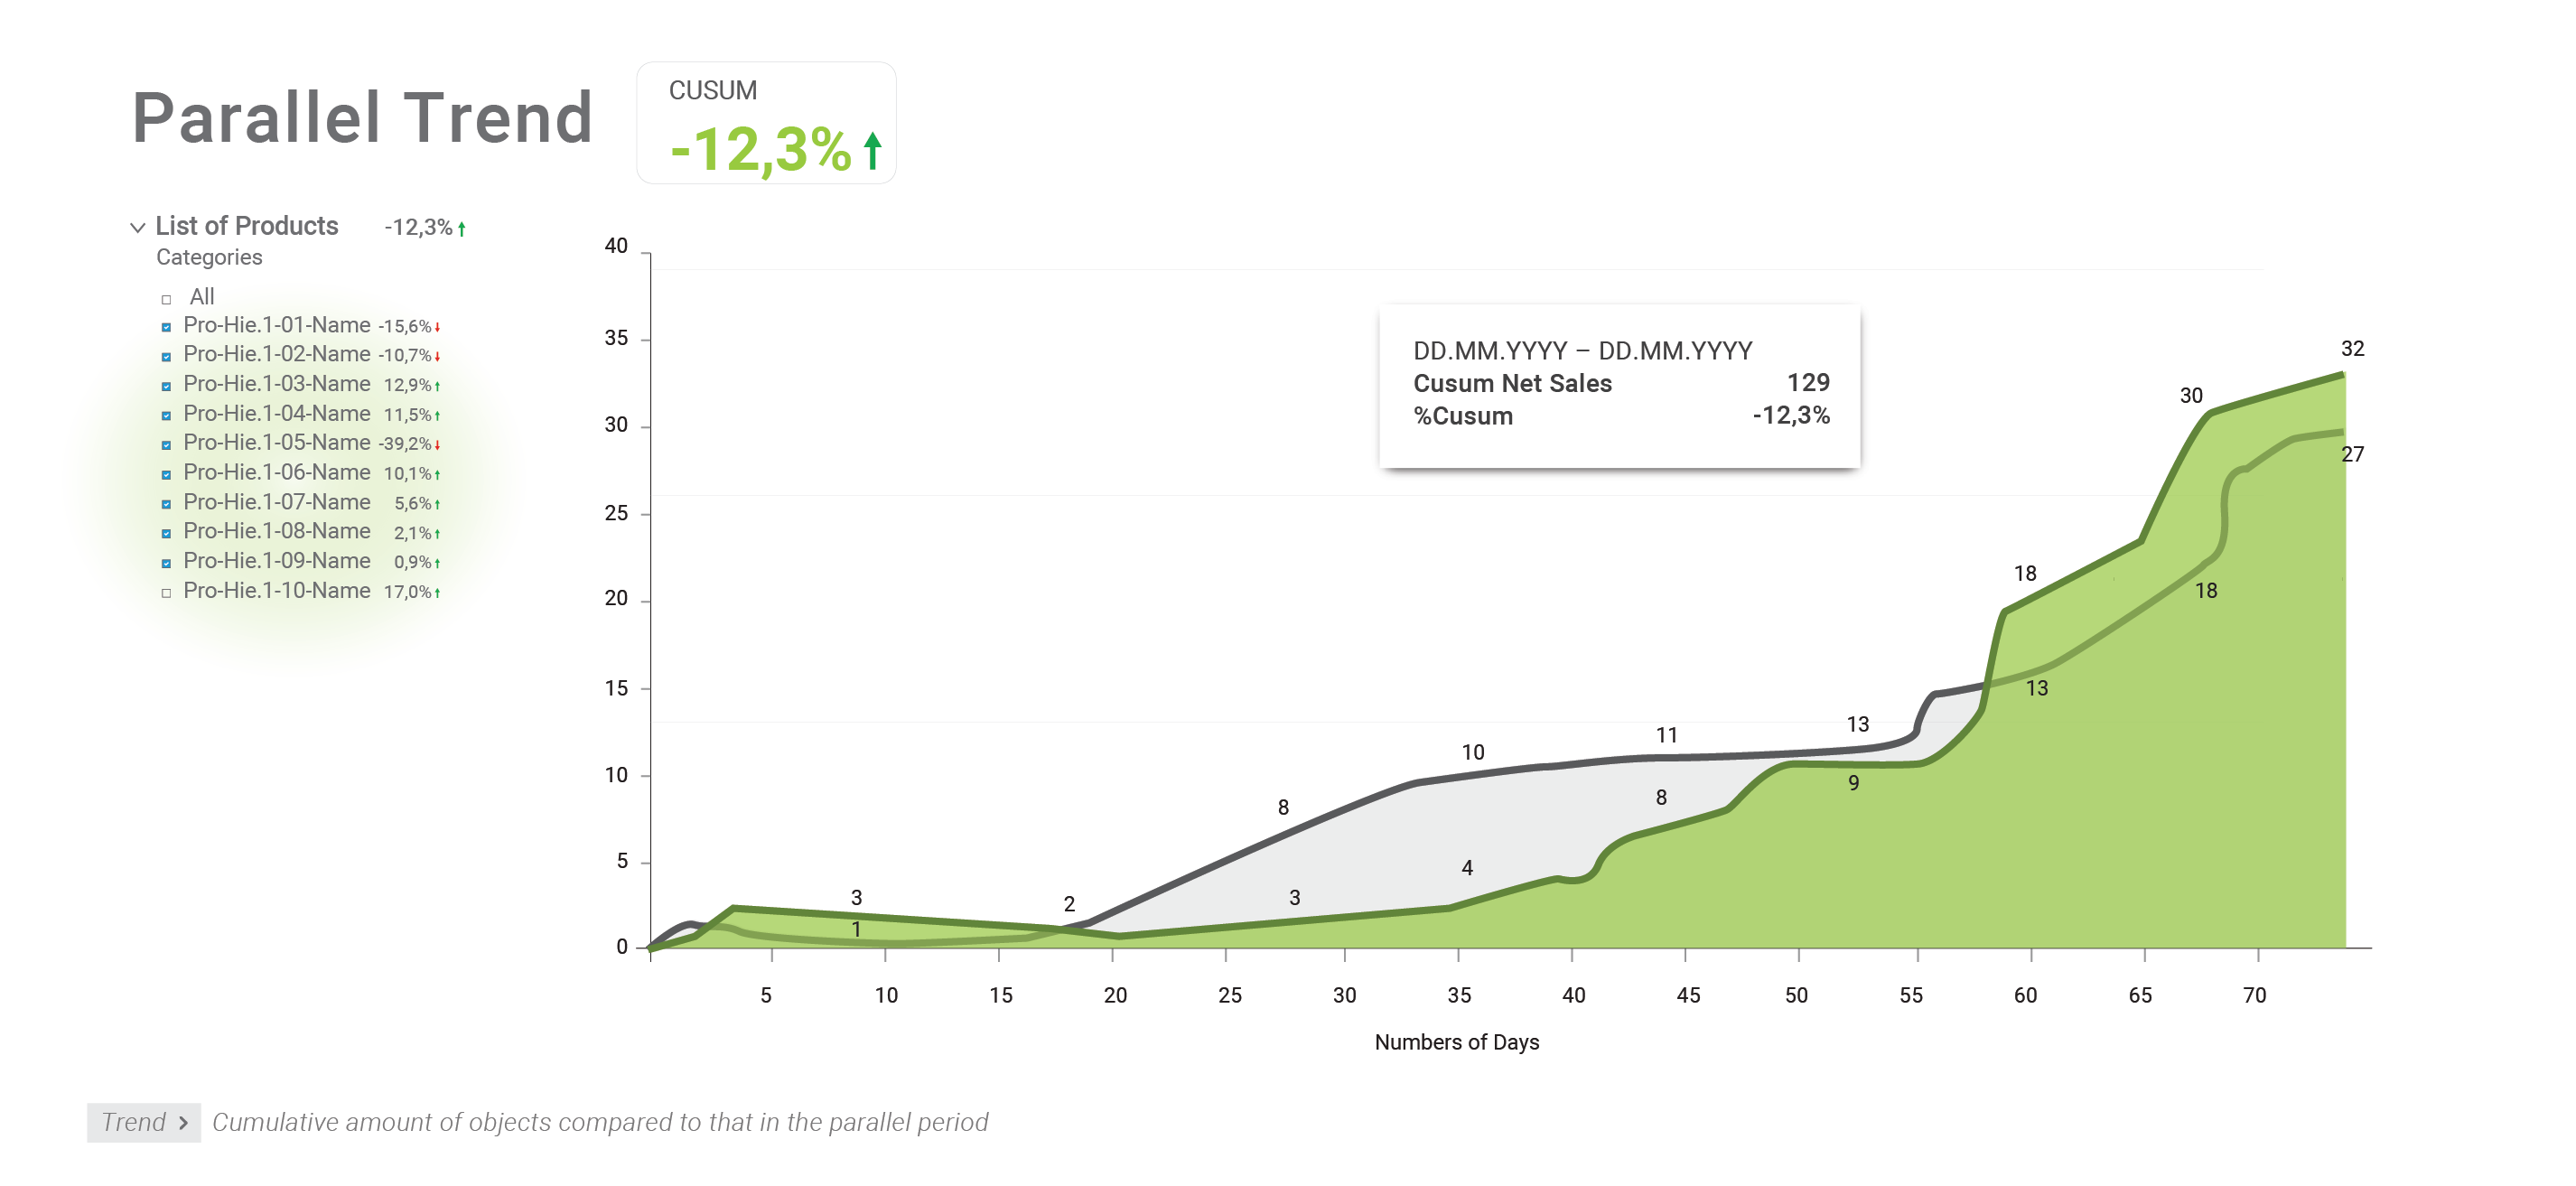 Parallel Trend
CUSUM
-12,3%
List of Products -12,3%
Categories
All
Pro-Hie.1-01-Name -15,6%
Pro-Hie.1-02-Name -10,7%
Pro-Hie.1-03-Name 12,9%
Pro-Hie.1-04-Name 11,5%
Pro-Hie.1-05-Name -39,2%
Pro-Hie.1-06-Name 10,1%
Pro-Hie.1-07-Name 5,6%
Pro-Hie.1-08-Name 2,1%
Pro-Hie.1-09-Name 0,9%
Pro-Hie.1-10-Name 17,0%
40
35
30
25
20
15
10
5
0
DD.MM.YYYY – DD.MM.YYYY
Cusum Net Sales 129
%Cusum -12,3%
32
30
27
18
18
13
13
11
10
9
8
8
4
3
3
2
1
5 10 15 20 25 30 35 40 45 50 55 60 65 70
Numbers of Days
Trend > Cumulative amount of objects compared to that in the parallel period